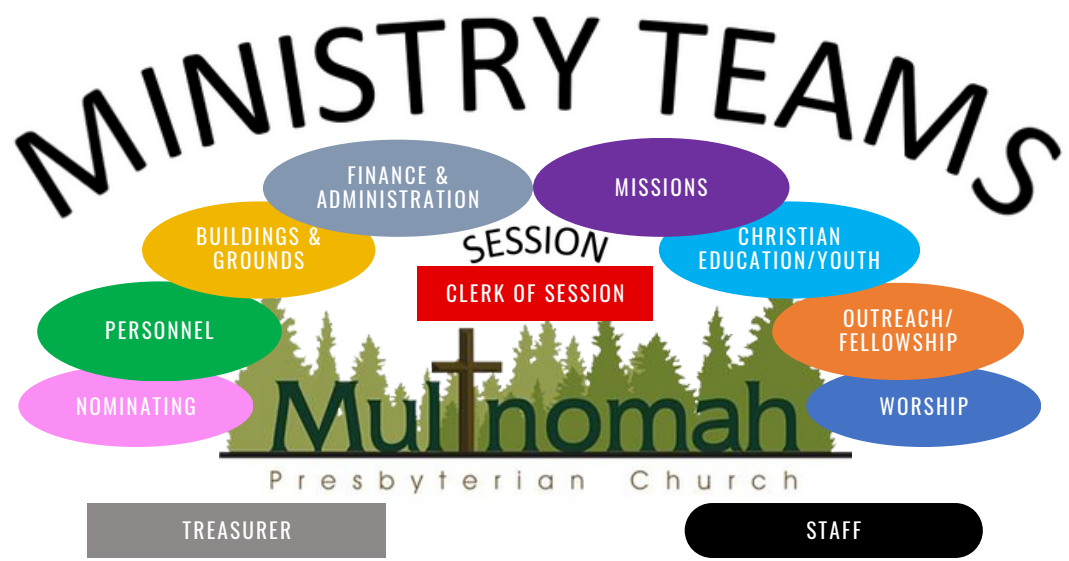 MINISTRY TEAMS
FINANCE &
ADMINISTRATION
MISSIONS
BUILDINGS &
GROUNDS
SESSION
CHRISTIAN
EDUCATION/YOUTH
CLERK OF SESSION
PERSONNEL
OUTREACH/
FELLOWSHIP
NOMINATING
Multnomah
WORSHIP
Presbyterian Church
TREASURER
STAFF